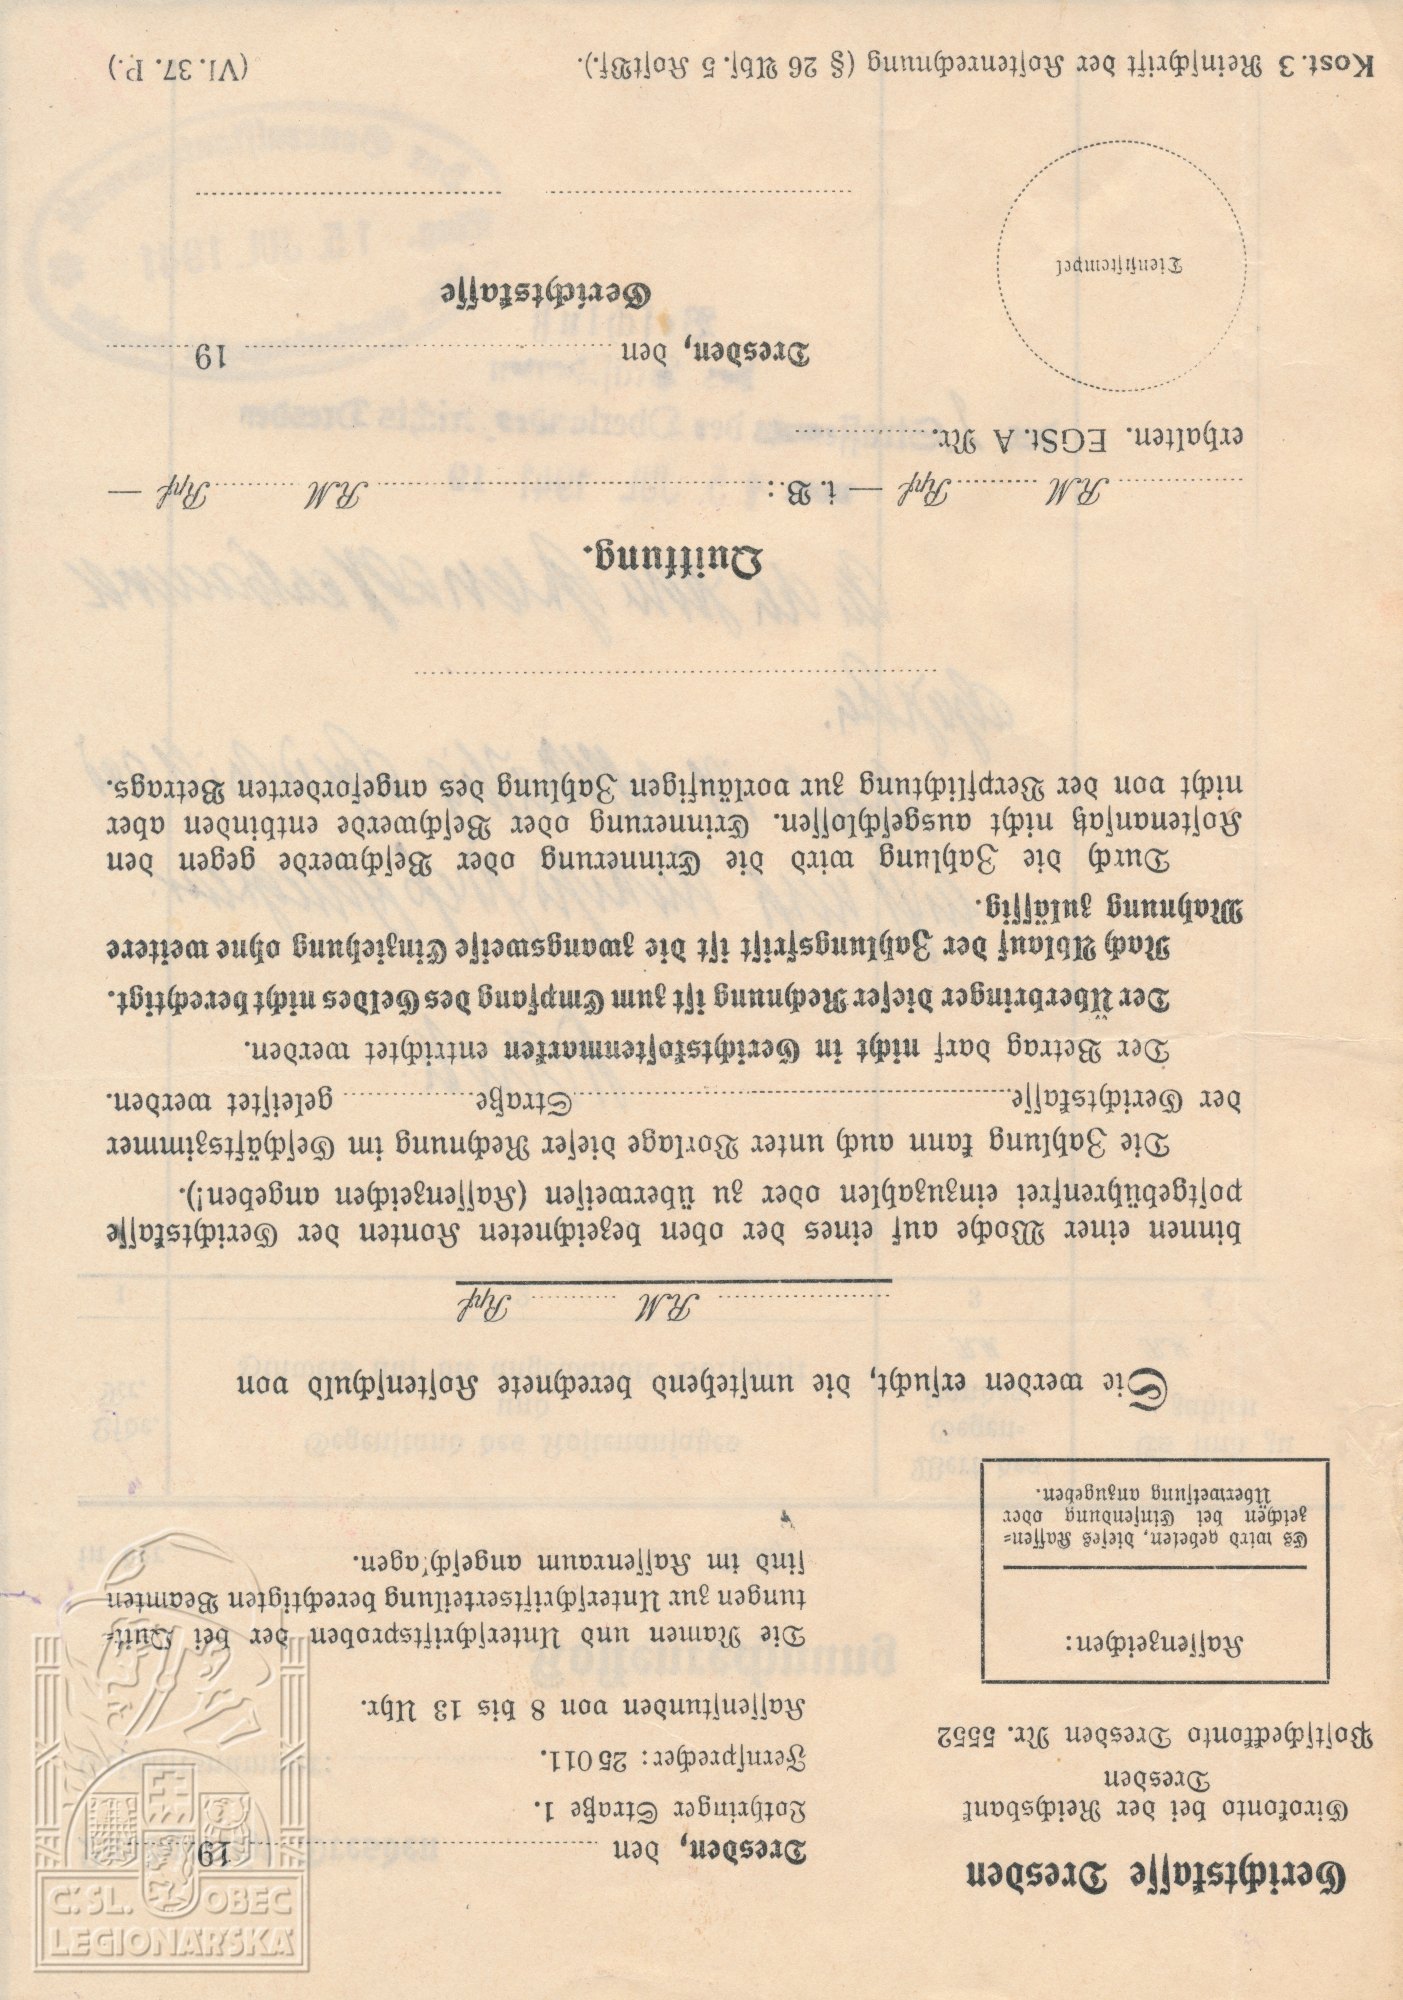 Gerichtskasse Dresden
Girokonto bei der Reichsbank
Dresden
Postscheckkonto Dresden Nr. 5552
Dresden, den 19
Lothringer Straße 1.
Fernsprecher: 25011.
Kassenstunden von 8 bis 13 Uhr.
Kassenzeichen:
Es wird gebeten, dieses Kassen-
zeichen bei Einsendung oder
Überweisung anzugeben.
Die Namen und Unterschriftsproben der bei Quit-
tungen zur Unterschriftserteilung berechtigten Beamten
sind im Kassenraum angeschlagen.
Sie werden ersucht, die umstehend berechnete Kostenschuld von
RM Rpf
binnen einer Woche auf eines der oben bezeichneten Konten der Gerichtskasse
postgebührenfrei einzuzahlen oder zu überweisen (Kassenzeichen angeben!).
Die Zahlung kann auch unter Vorlage dieser Rechnung im Geschäftszimmer
der Gerichtskasse Straße geleistet werden.
Der Betrag darf nicht in Gerichtskostenmarken entrichtet werden.
Der Überbringer dieser Rechnung ist zum Empfang des Geldes nicht berechtigt.
Nach Ablauf der Zahlungsfrist ist die zwangsweise Einziehung ohne weitere
Mahnung zulässig.
Durch die Zahlung wird die Erinnerung oder Beschwerde gegen den
Kostenansatz nicht ausgeschlossen. Erinnerung oder Beschwerde entbinden aber
nicht von der Verpflichtung zur vorläufigen Zahlung des angeforderten Betrags.
Quittung.
RM Rpf — i. B.: RM Rpf —
erhalten. EGSt. A Nr.
Dresden, den 19
Gerichtskasse
Dienststempel
Kost. 3 Reinschrift der Kostenrechnung (§ 26 Abs. 5 KostVf.). (VI. 37. P.)
Č. SL. OBEC
LEGIONÁŘSKÁ